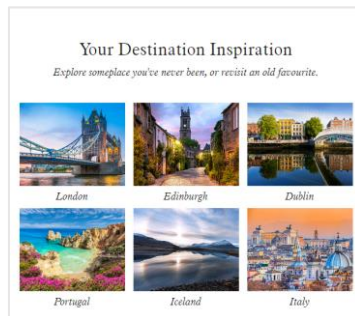 Your Destination Inspiration
Explore someplace you've never been, or revisit an old favourite.
London Edinburgh Dublin
Portugal Iceland Italy